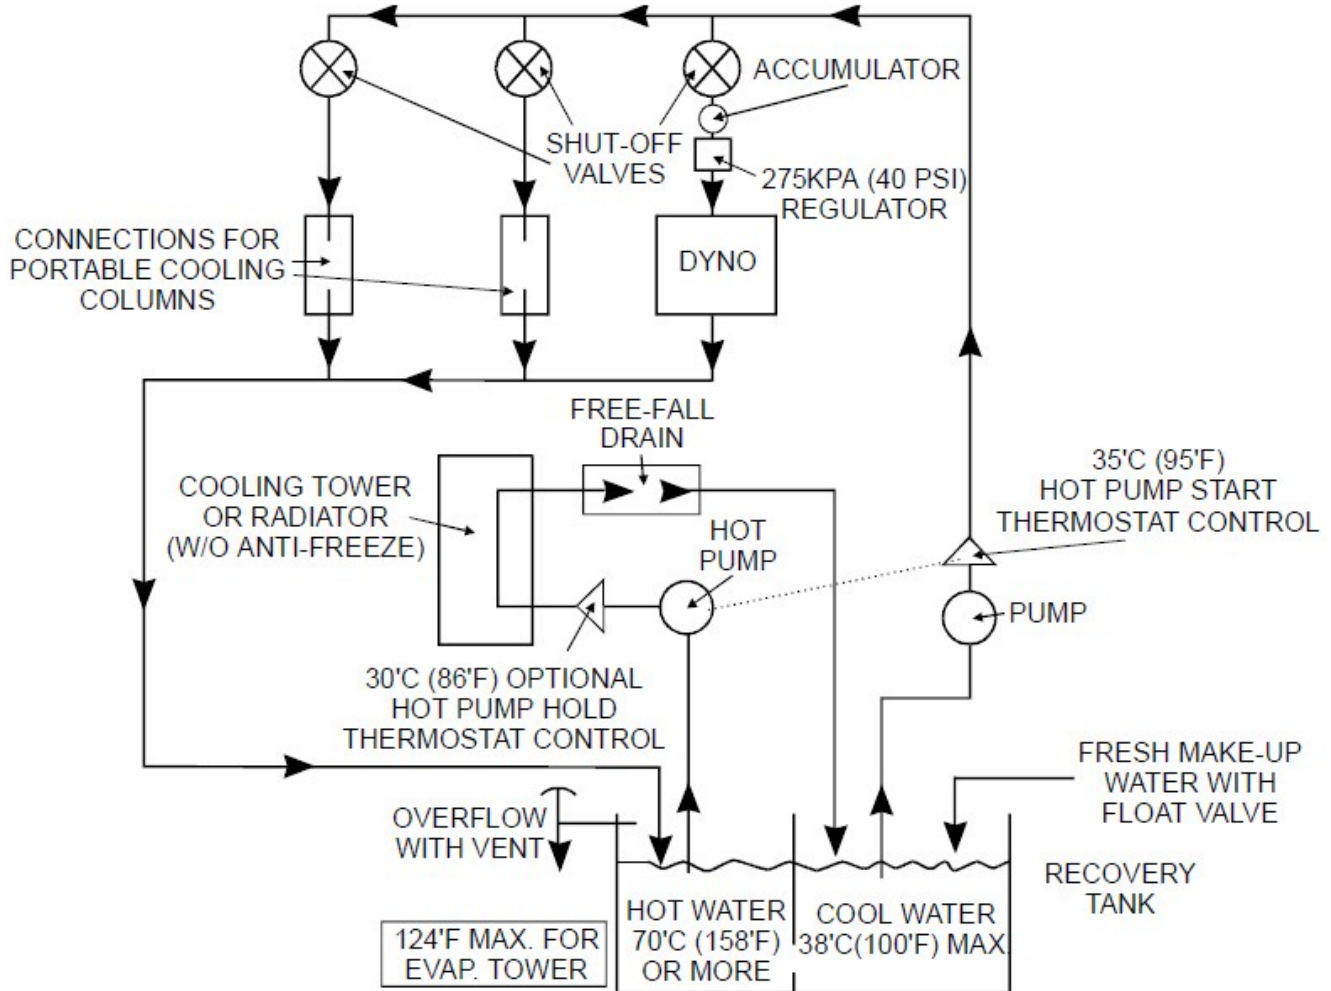 ACCUMULATOR
SHUT-OFF
VALVES
275KPA (40 PSI)
REGULATOR
CONNECTIONS FOR
PORTABLE COOLING
COLUMNS
DYNO
FREE-FALL
DRAIN
COOLING TOWER
OR RADIATOR
(W/O ANTI-FREEZE)
HOT
PUMP
35'C (95'F)
HOT PUMP START
THERMOSTAT CONTROL
PUMP
30'C (86'F) OPTIONAL
HOT PUMP HOLD
THERMOSTAT CONTROL
FRESH MAKE-UP
WATER WITH
FLOAT VALVE
OVERFLOW
WITH VENT
RECOVERY
TANK
124'F MAX. FOR
EVAP. TOWER
HOT WATER
70'C (158'F)
OR MORE
COOL WATER
38'C(100'F) MAX.